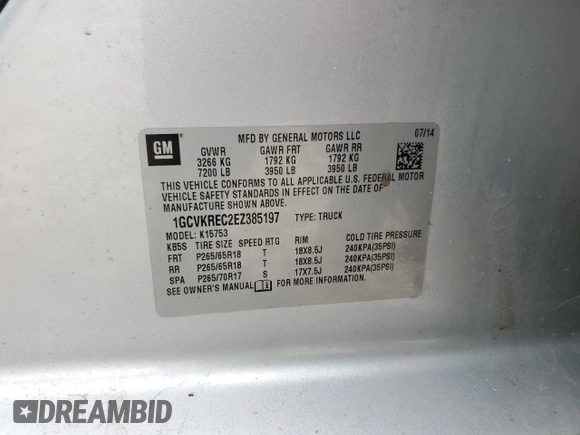 GM
MFD BY GENERAL MOTORS LLC 07/14
GVWR GAWR FRT GAWR RR
3266 KG 1792 KG 1792 KG
7200 LB 3950 LB 3950 LB
THIS VEHICLE CONFORMS TO ALL APPLICABLE U.S. FEDERAL MOTOR
VEHICLE SAFETY STANDARDS IN EFFECT ON THE DATE OF
MANUFACTURE SHOWN ABOVE.
1GCVKREC2EZ385197 TYPE: TRUCK
MODEL: K15753
KB5S TIRE SIZE SPEED RTG RIM COLD TIRE PRESSURE
FRT P265/65R18 T 18X8.5J 240KPA(35PSI)
RR P265/65R18 T 18X8.5J 240KPA(35PSI)
SPA P265/70R17 S 17X7.5J 240KPA(35PSI)
SEE OWNER'S MANUAL FOR MORE INFORMATION.
DREAMBID